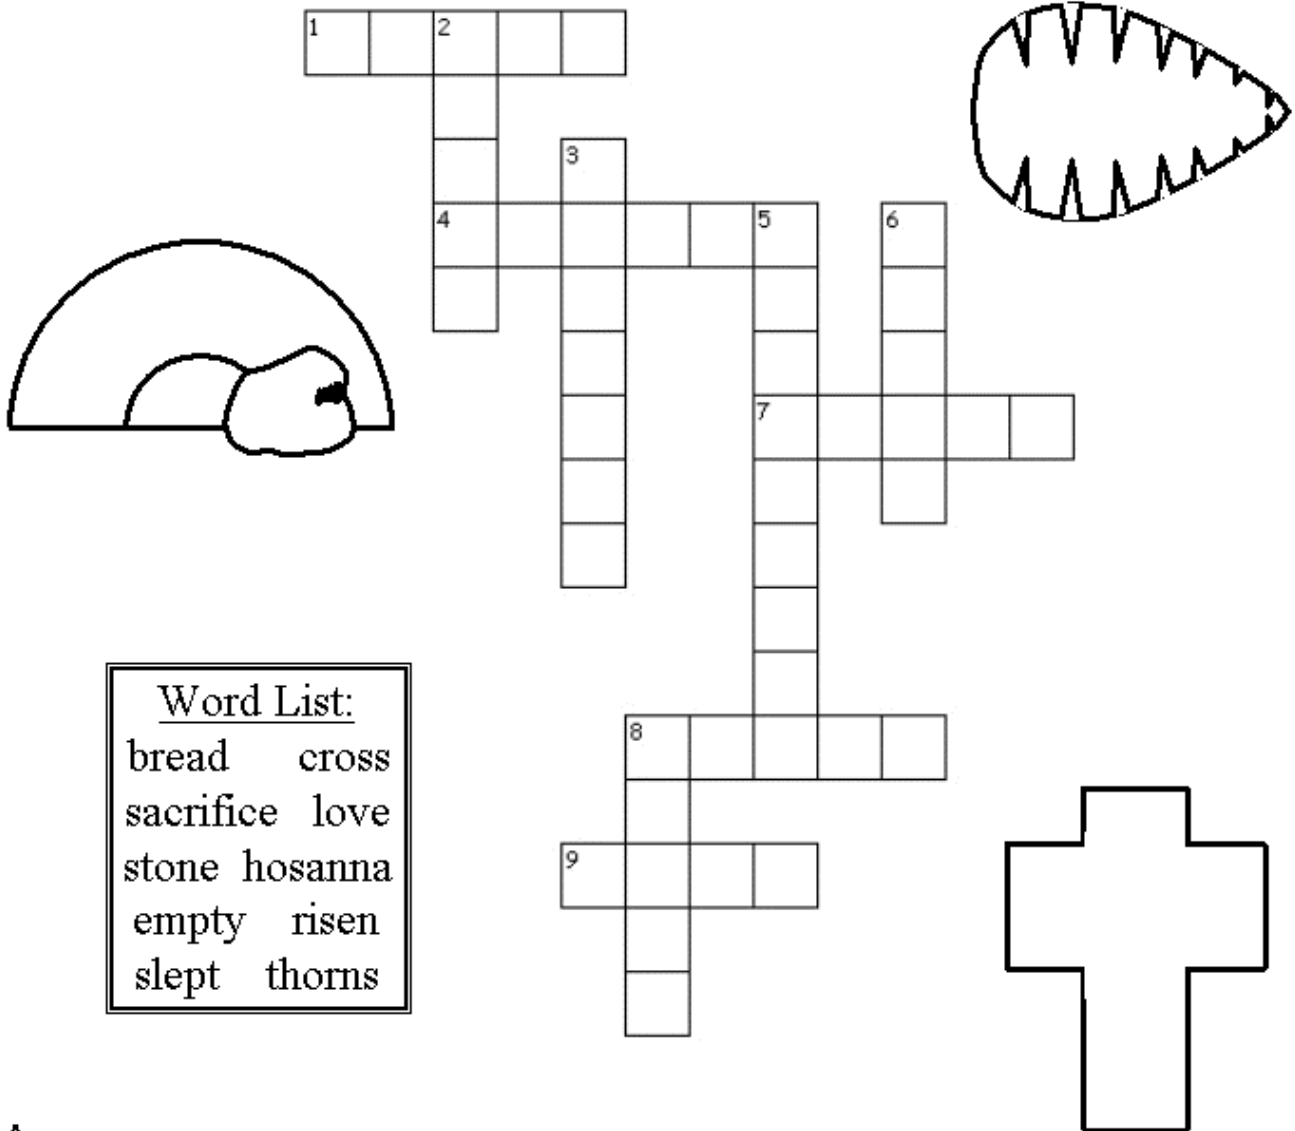 1 2
3
4 5 6
7
8
9
Word List:
bread cross
sacrifice love
stone hosanna
empty risen
slept thorns